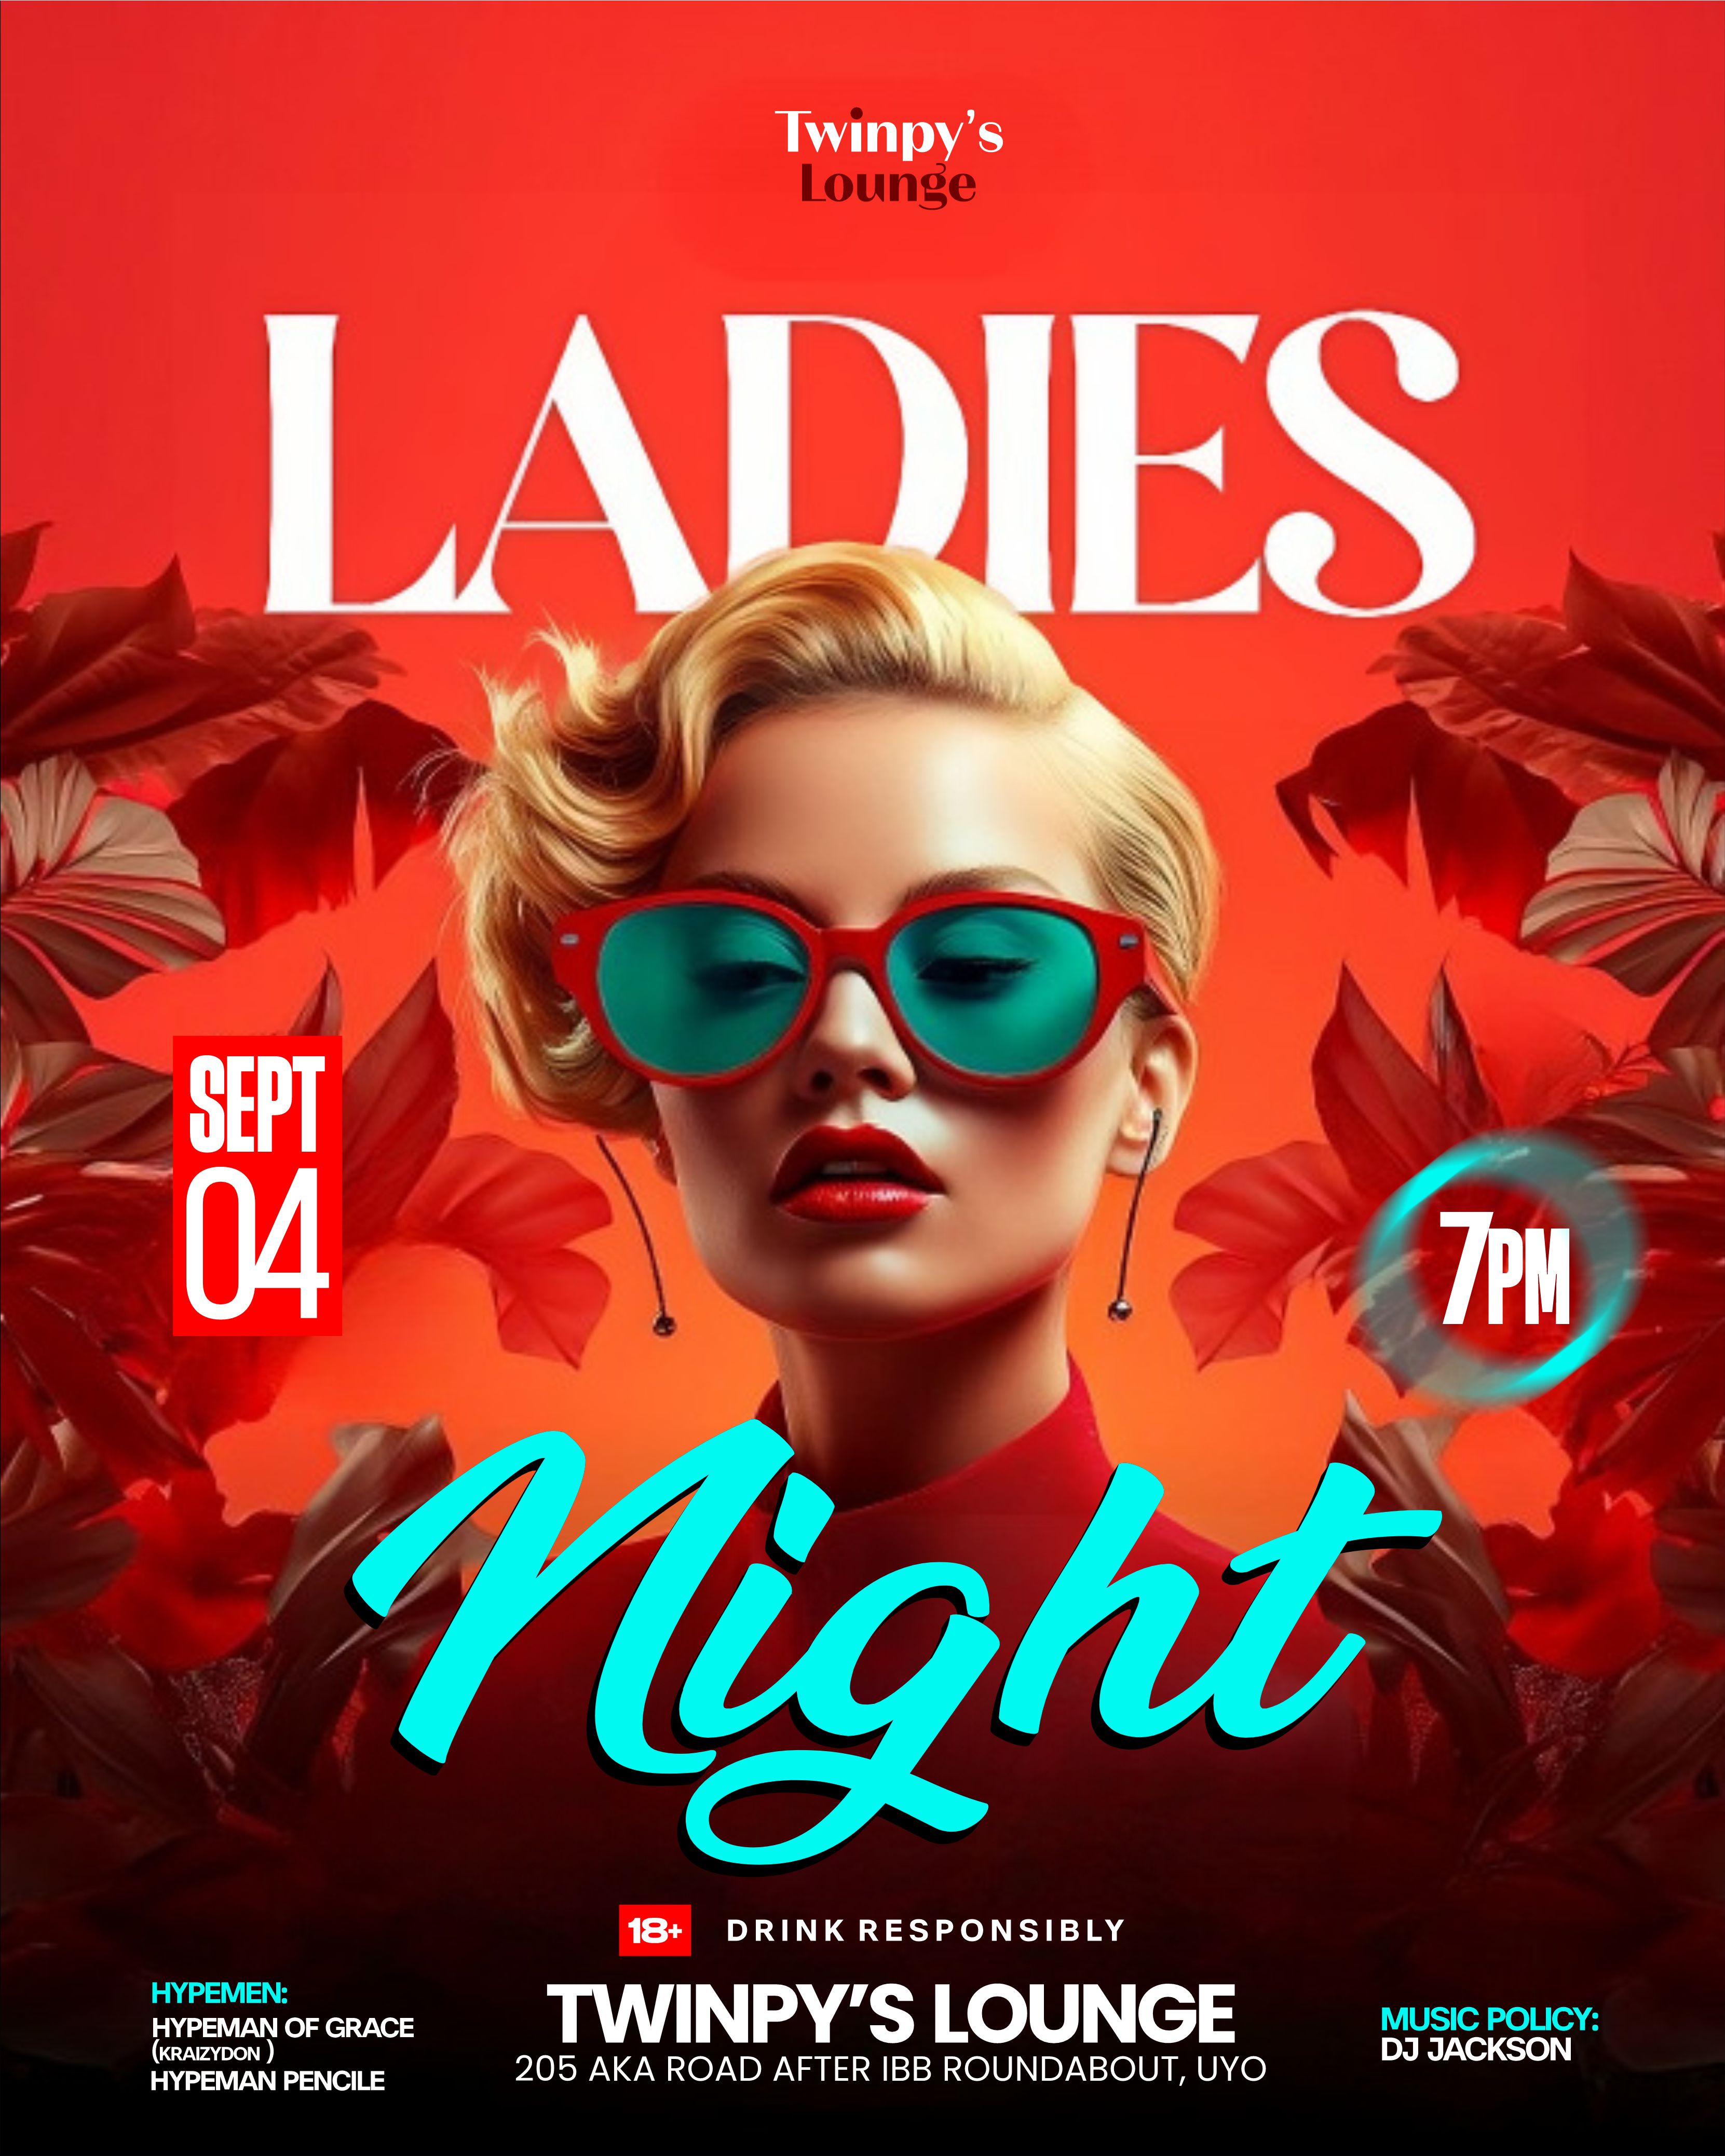 Twinpy's
Lounge
LADIES
SEPT
04
7PM
Night
18+ DRINK RESPONSIBLY
HYPEMEN:
HYPEMAN OF GRACE
(KRAIZYDON )
HYPEMAN PENCILE
TWINPY'S LOUNGE
205 AKA ROAD AFTER IBB ROUNDABOUT, UYO
MUSIC POLICY:
DJ JACKSON